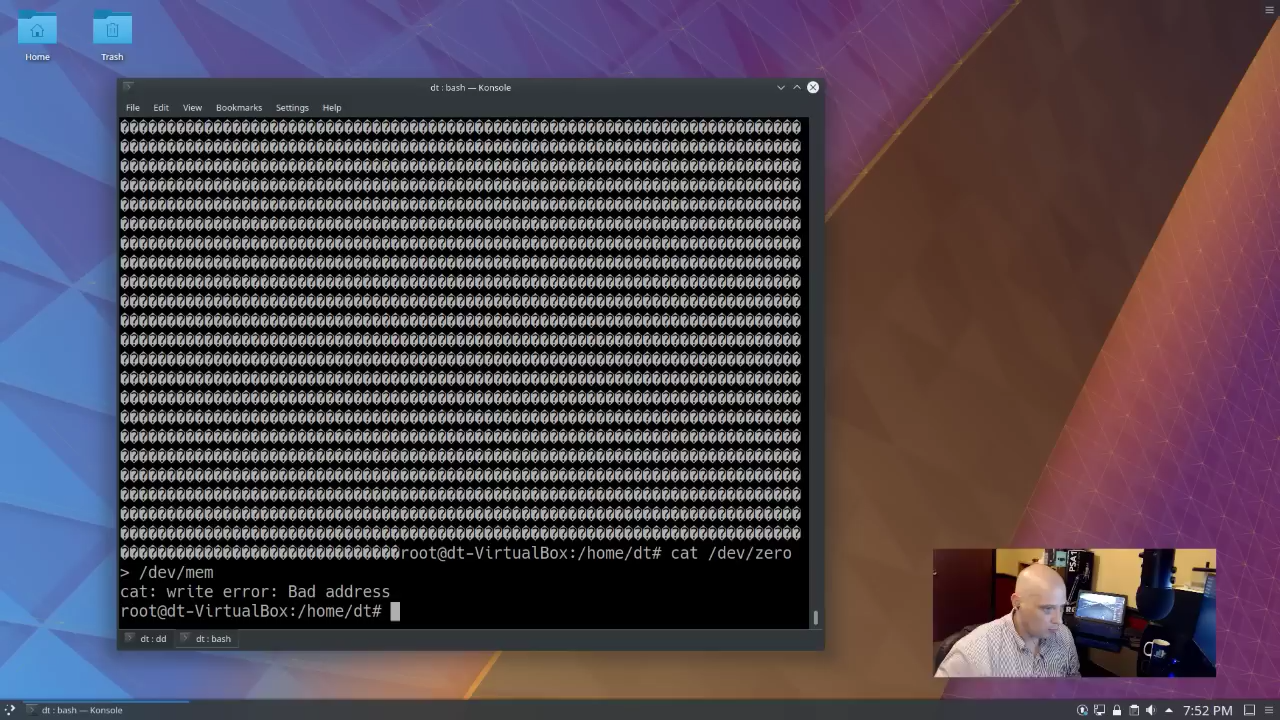 Home
Trash
dt : bash — Konsole
File Edit View Bookmarks Settings Help
root@dt-VirtualBox:/home/dt# cat /dev/zero
> /dev/mem
cat: write error: Bad address
root@dt-VirtualBox:/home/dt#
dt : dd
dt : bash
PSA1
dt : bash — Konsole
7:52 PM